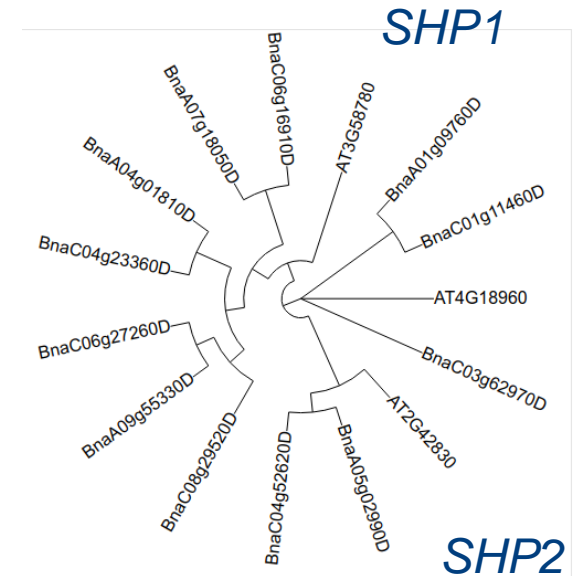 SHP1
BnaC06g16910D
BnaA07g18050D
AT3G58780
BnaA01g09760D
BnaA04g01810D
BnaC01g11460D
BnaC04g23360D
AT4G18960
BnaC06g27260D
BnaC03g62970D
BnaA09g55330D
AT2G42830
BnaC08g29520D
BnaC04g52620D
BnaA05g02990D
SHP2